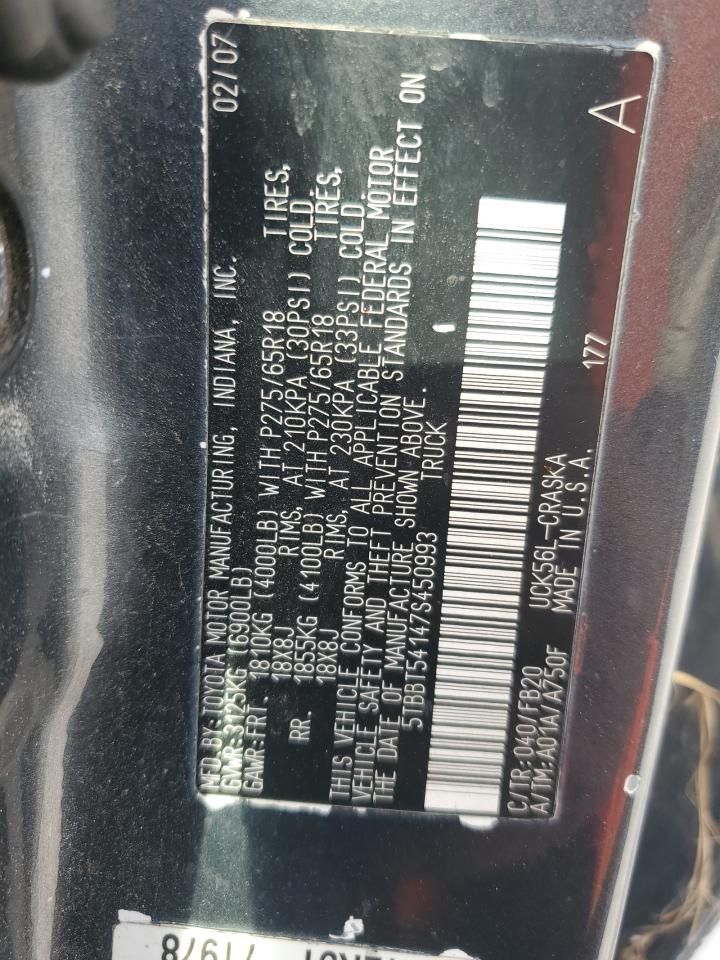 MFD.BY:TOYOTA MOTOR MANUFACTURING, INDIANA, INC. 02/07
GVWR:3125KG (6900LB)
GAWR:FRT 1810KG (4000LB) WITH P275/65R18 TIRES,
18X8J RIMS, AT 210KPA (30PSI) COLD.
RR. 1855KG (4100LB) WITH P275/65R18 TIRES,
18X8J RIMS, AT 230KPA (33PSI) COLD.
THIS VEHICLE CONFORMS TO ALL APPLICABLE FEDERAL MOTOR
VEHICLE SAFETY AND THEFT PREVENTION STANDARDS IN EFFECT ON
THE DATE OF MANUFACTURE SHOWN ABOVE.
5TBBT54147S450993 TRUCK
C/TR:040/FB20 UCK56L-CRASKA 177 A
A/TM:A01A/A750F MADE IN U.S.A.
71978